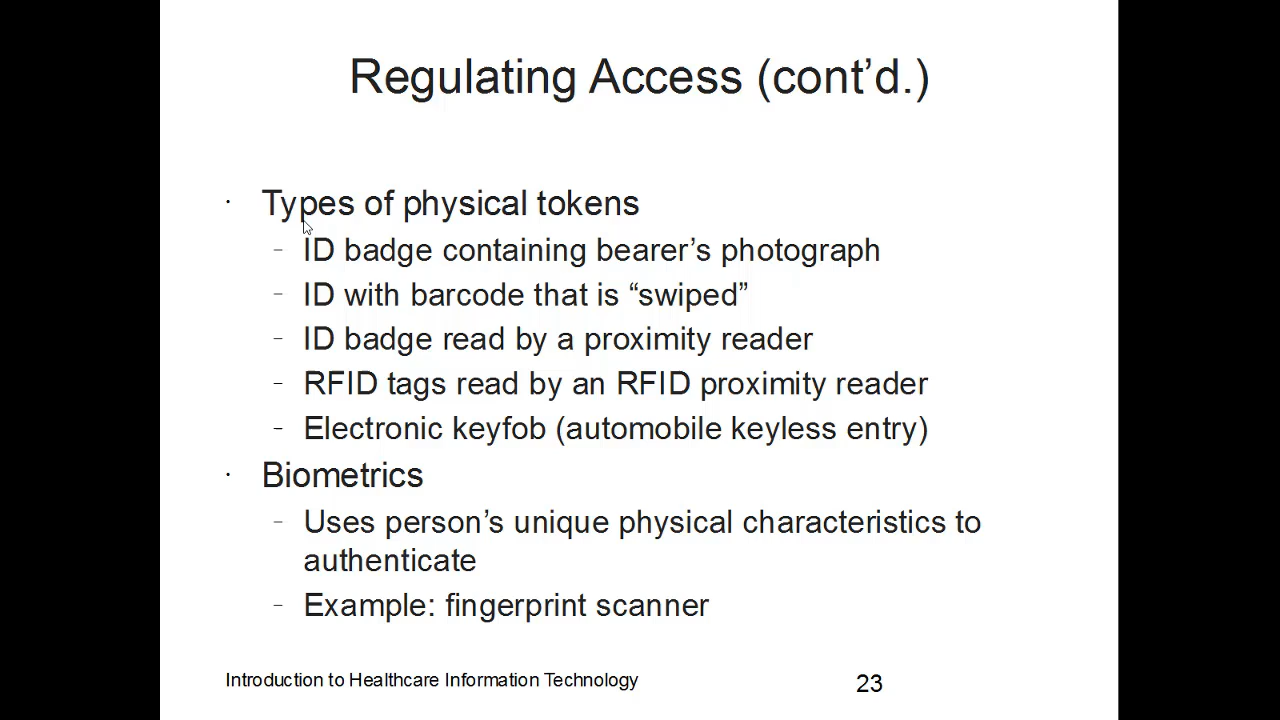 Regulating Access (cont’d.)
· Types of physical tokens
– ID badge containing bearer’s photograph
– ID with barcode that is “swiped”
– ID badge read by a proximity reader
– RFID tags read by an RFID proximity reader
– Electronic keyfob (automobile keyless entry)
· Biometrics
– Uses person’s unique physical characteristics to
authenticate
– Example: fingerprint scanner
Introduction to Healthcare Information Technology
23